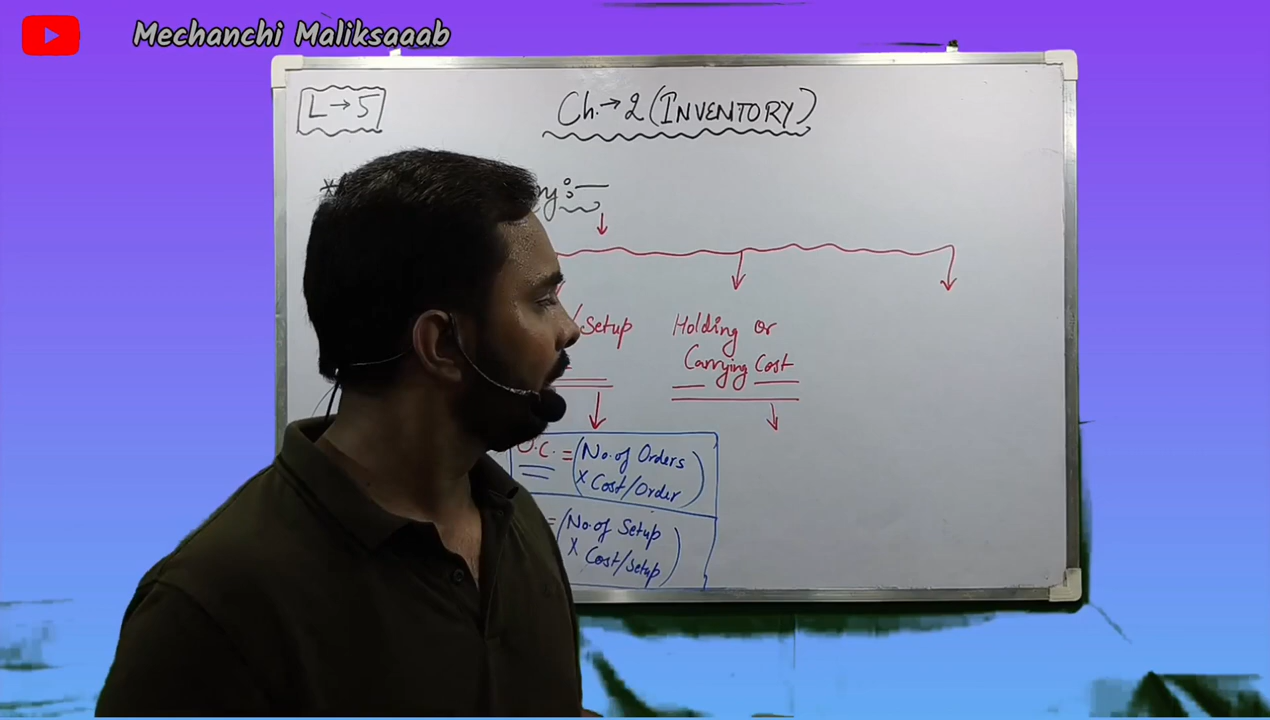 Mechanchi Maliksaaab
L → 5
Ch. → 2 (INVENTORY)
*
y :—
/Setup
Holding or
Carrying Cost
O.C. = (No. of Orders
X Cost/Order)
= (No. of Setup
X Cost/Setup)